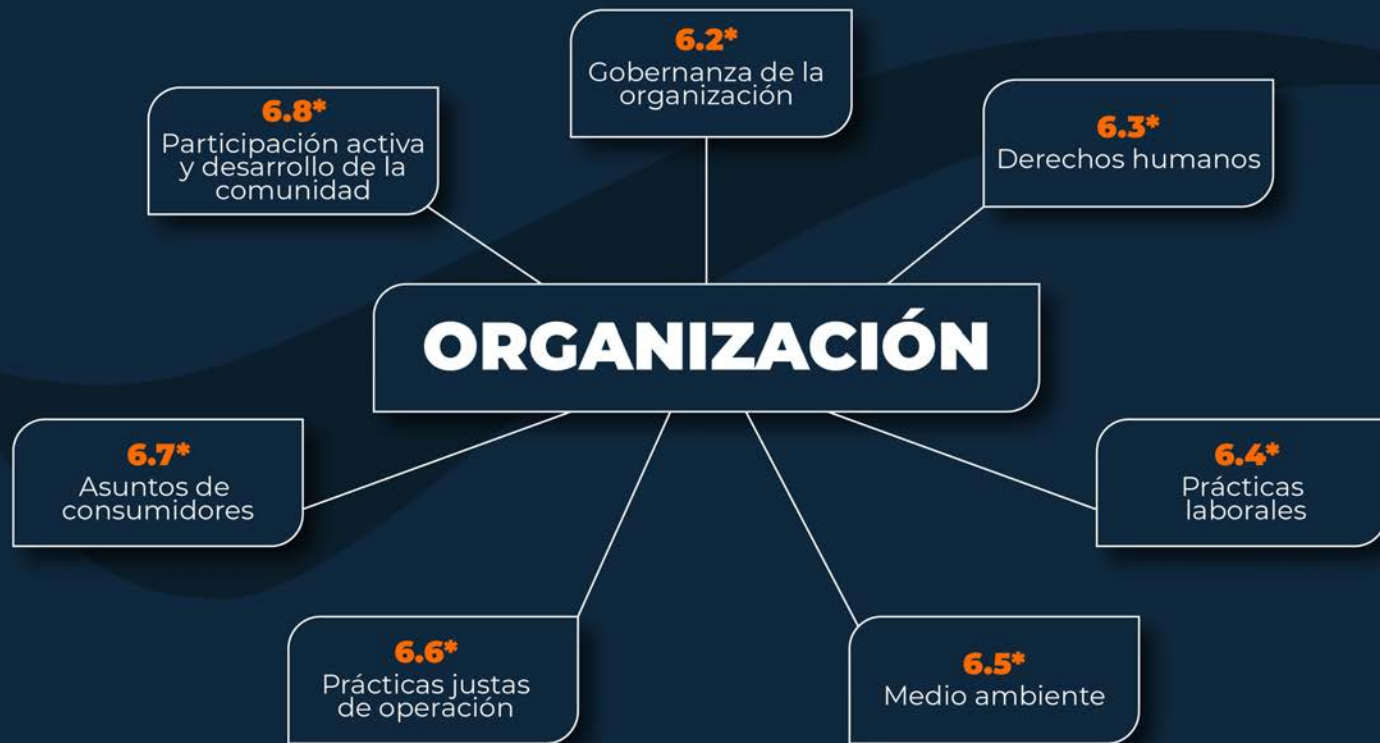 6.2*
Gobernanza de la
organización
6.8*
Participación activa
y desarrollo de la
comunidad
6.3*
Derechos humanos
ORGANIZACIÓN
6.7*
Asuntos de
consumidores
6.4*
Prácticas
laborales
6.6*
Prácticas justas
de operación
6.5*
Medio ambiente